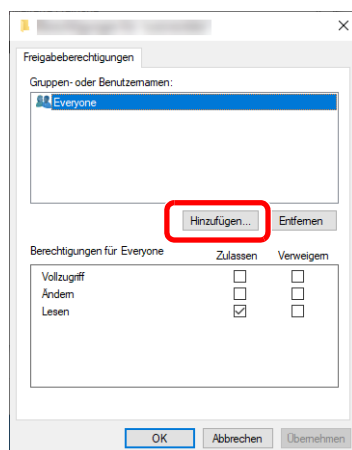 Freigabeberechtigungen
Gruppen- oder Benutzernamen:
Everyone
Hinzufügen... Entfernen
Berechtigungen für Everyone Zulassen Verweigern
Vollzugriff
Ändern
Lesen
OK Abbrechen Übernehmen